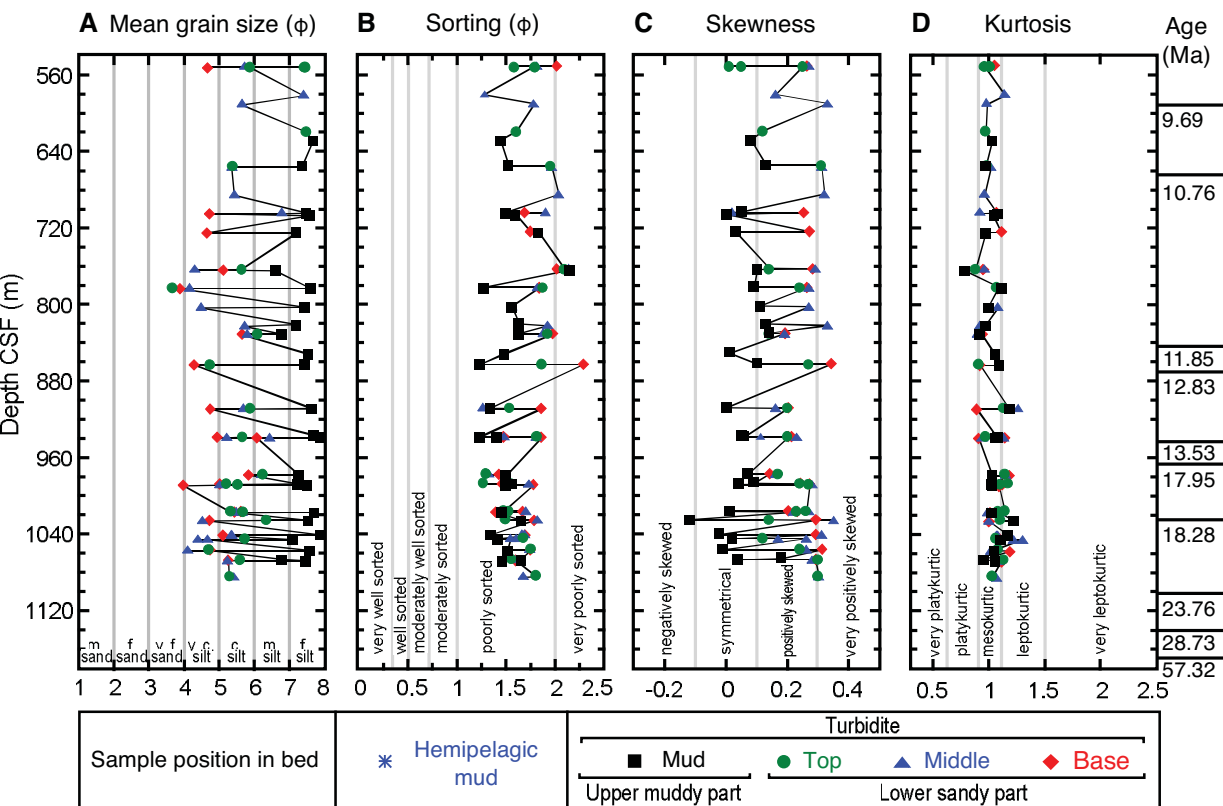 A Mean grain size (ϕ)
B Sorting (ϕ)
C Skewness
D Kurtosis
Age
(Ma)
Depth CSF (m)
560
640
720
800
880
960
1040
1120
m
sand
f
sand
v f
sand
v c
silt
c
silt
m
silt
f
silt
1 2 3 4 5 6 7 8
very well sorted
well sorted
moderately well sorted
moderately sorted
poorly sorted
very poorly sorted
0 0.5 1 1.5 2 2.5
negatively skewed
symmetrical
positively skewed
very positively skewed
-0.2 0 0.2 0.4
very platykurtic
platykurtic
mesokurtic
leptokurtic
very leptokurtic
0.5 1 1.5 2 2.5
9.69
10.76
11.85
12.83
13.53
17.95
18.28
23.76
28.73
57.32
Sample position in bed
Hemipelagic
mud
Turbidite
Mud Top Middle Base
Upper muddy part Lower sandy part